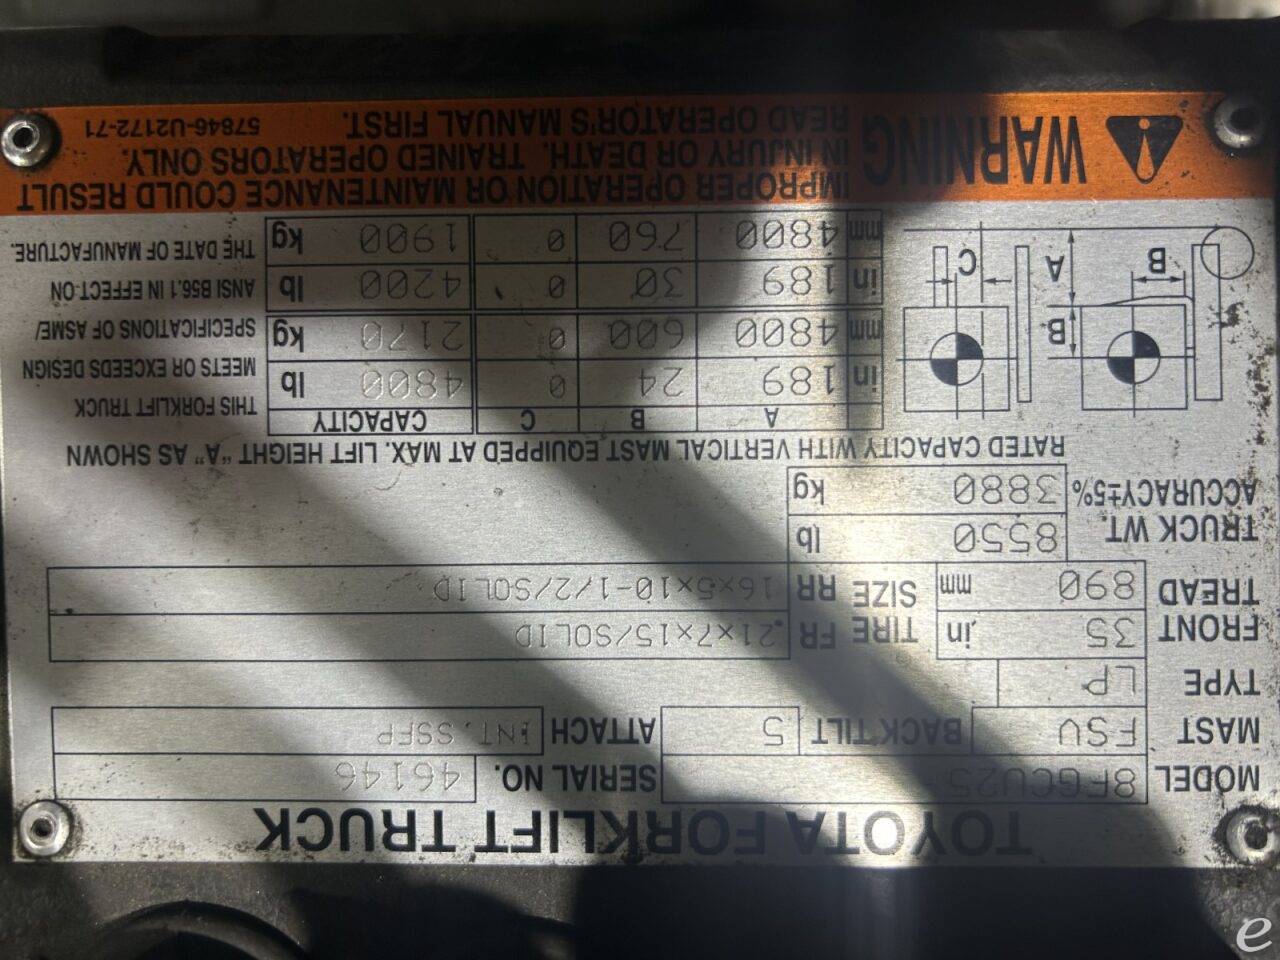 TOYOTA FORKLIFT TRUCK
MODEL 8FGCU25 SERIAL NO. 46146
MAST FSV BACK TILT 5 ATTACH INT.SSFP
TYPE LP
FRONT TREAD 35 in TIRE SIZE FR 21x7x15/SOLID
890 mm RR 16x5x10-1/2/SOLID
TRUCK WT. 8550 lb
ACCURACY±5% 3880 kg
RATED CAPACITY WITH VERTICAL MAST EQUIPPED AT MAX. LIFT HEIGHT "A" AS SHOWN
A B C CAPACITY
in 189 24 0 4800 lb
mm 4800 600 0 2170 kg
in 189 30 0 4200 lb
mm 4800 760 0 1900 kg
B A B C
THIS FORKLIFT TRUCK
MEETS OR EXCEEDS DESIGN
SPECIFICATIONS OF ASME/
ANSI B56.1 IN EFFECT ON
THE DATE OF MANUFACTURE.
WARNING
IMPROPER OPERATION OR MAINTENANCE COULD RESULT
IN INJURY OR DEATH. TRAINED OPERATORS ONLY.
READ OPERATOR'S MANUAL FIRST. 57846-U2172-71
e